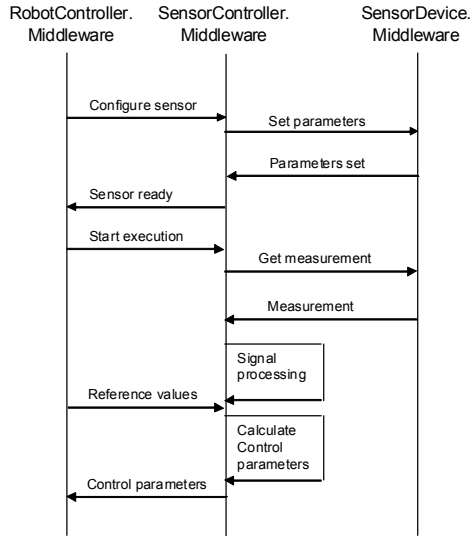 RobotController.
Middleware
SensorController.
Middleware
SensorDevice.
Middleware
Configure sensor
Set parameters
Parameters set
Sensor ready
Start execution
Get measurement
Measurement
Signal
processing
Reference values
Calculate
Control
parameters
Control parameters